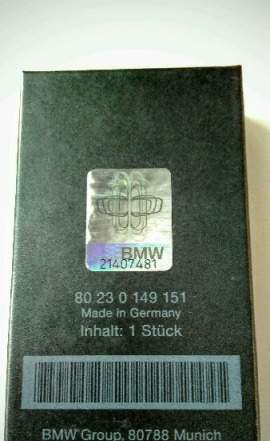 BMW
21407481
80 23 0 149 151
Made in Germany
Inhalt: 1 Stück
BMW Group, 80788 Munich